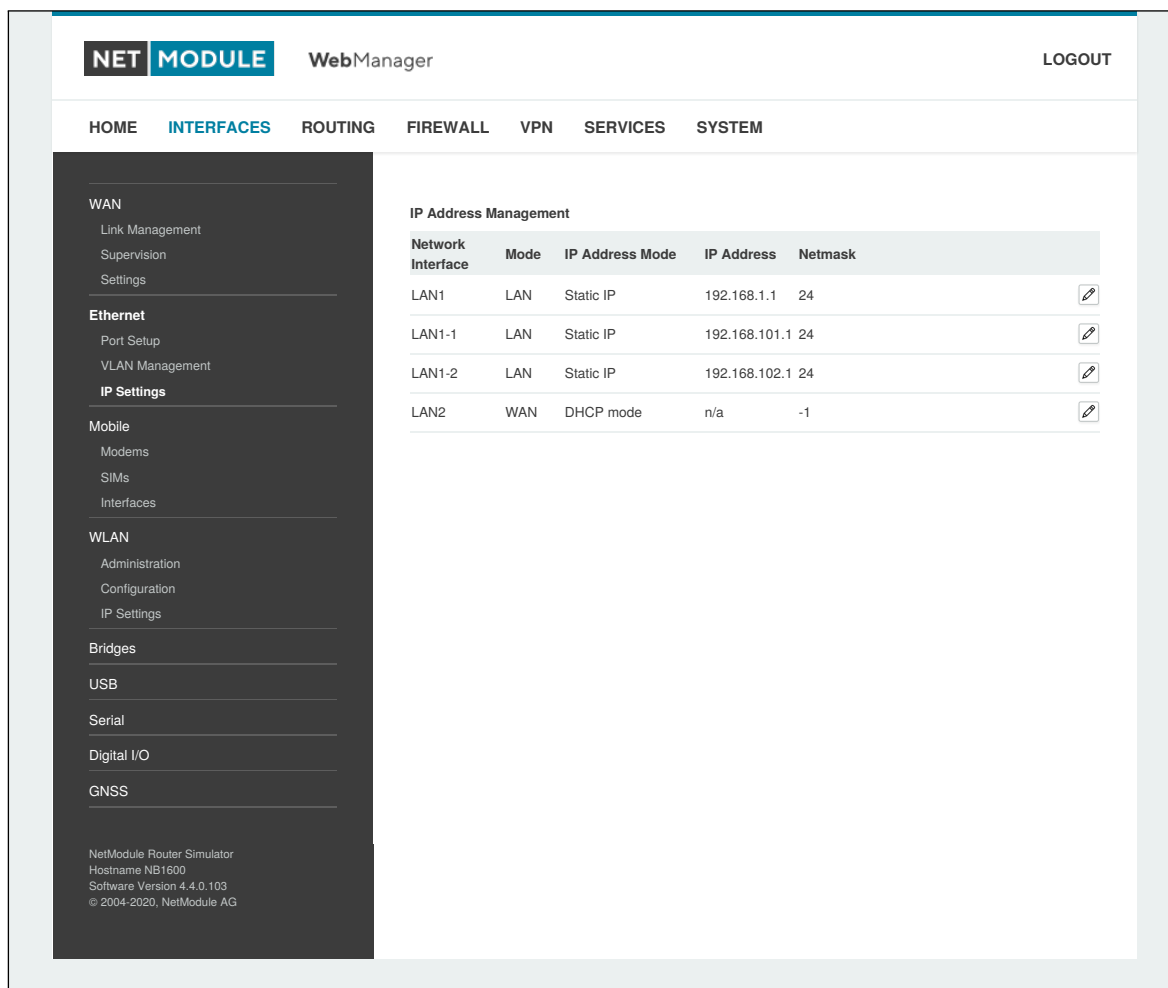 NET MODULE WebManager LOGOUT
HOME INTERFACES ROUTING FIREWALL VPN SERVICES SYSTEM
WAN
Link Management
Supervision
Settings
Ethernet
Port Setup
VLAN Management
IP Settings
Mobile
Modems
SIMs
Interfaces
WLAN
Administration
Configuration
IP Settings
Bridges
USB
Serial
Digital I/O
GNSS
NetModule Router Simulator
Hostname NB1600
Software Version 4.4.0.103
© 2004-2020, NetModule AG
IP Address Management
Network Interface Mode IP Address Mode IP Address Netmask
LAN1 LAN Static IP 192.168.1.1 24
LAN1-1 LAN Static IP 192.168.101.1 24
LAN1-2 LAN Static IP 192.168.102.1 24
LAN2 WAN DHCP mode n/a -1